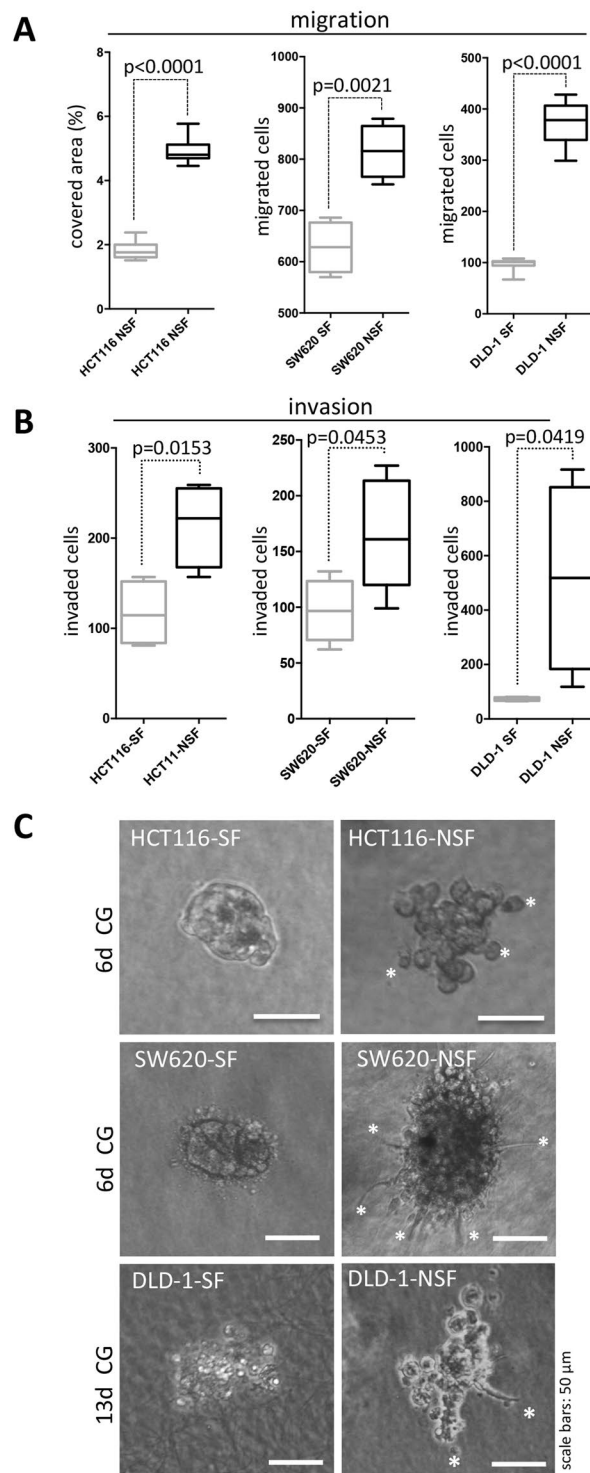 A
migration
covered area (%)
8
6
4
2
0
p<0.0001
HCT116 NSF
HCT116 NSF
migrated cells
1000
900
800
700
600
500
p=0.0021
SW620 SF
SW620 NSF
migrated cells
500
400
300
200
100
0
p<0.0001
DLD-1 SF
DLD-1 NSF
B
invasion
invaded cells
300
200
100
0
p=0.0153
HCT116-SF
HCT11-NSF
invaded cells
250
200
150
100
50
0
p=0.0453
SW620-SF
SW620-NSF
invaded cells
1000
800
600
400
200
0
p=0.0419
DLD-1 SF
DLD-1 NSF
C
6d CG
HCT116-SF
HCT116-NSF
*
*
*
6d CG
SW620-SF
SW620-NSF
*
*
*
*
*
13d CG
DLD-1-SF
DLD-1-NSF
*
*
scale bars: 50 µm